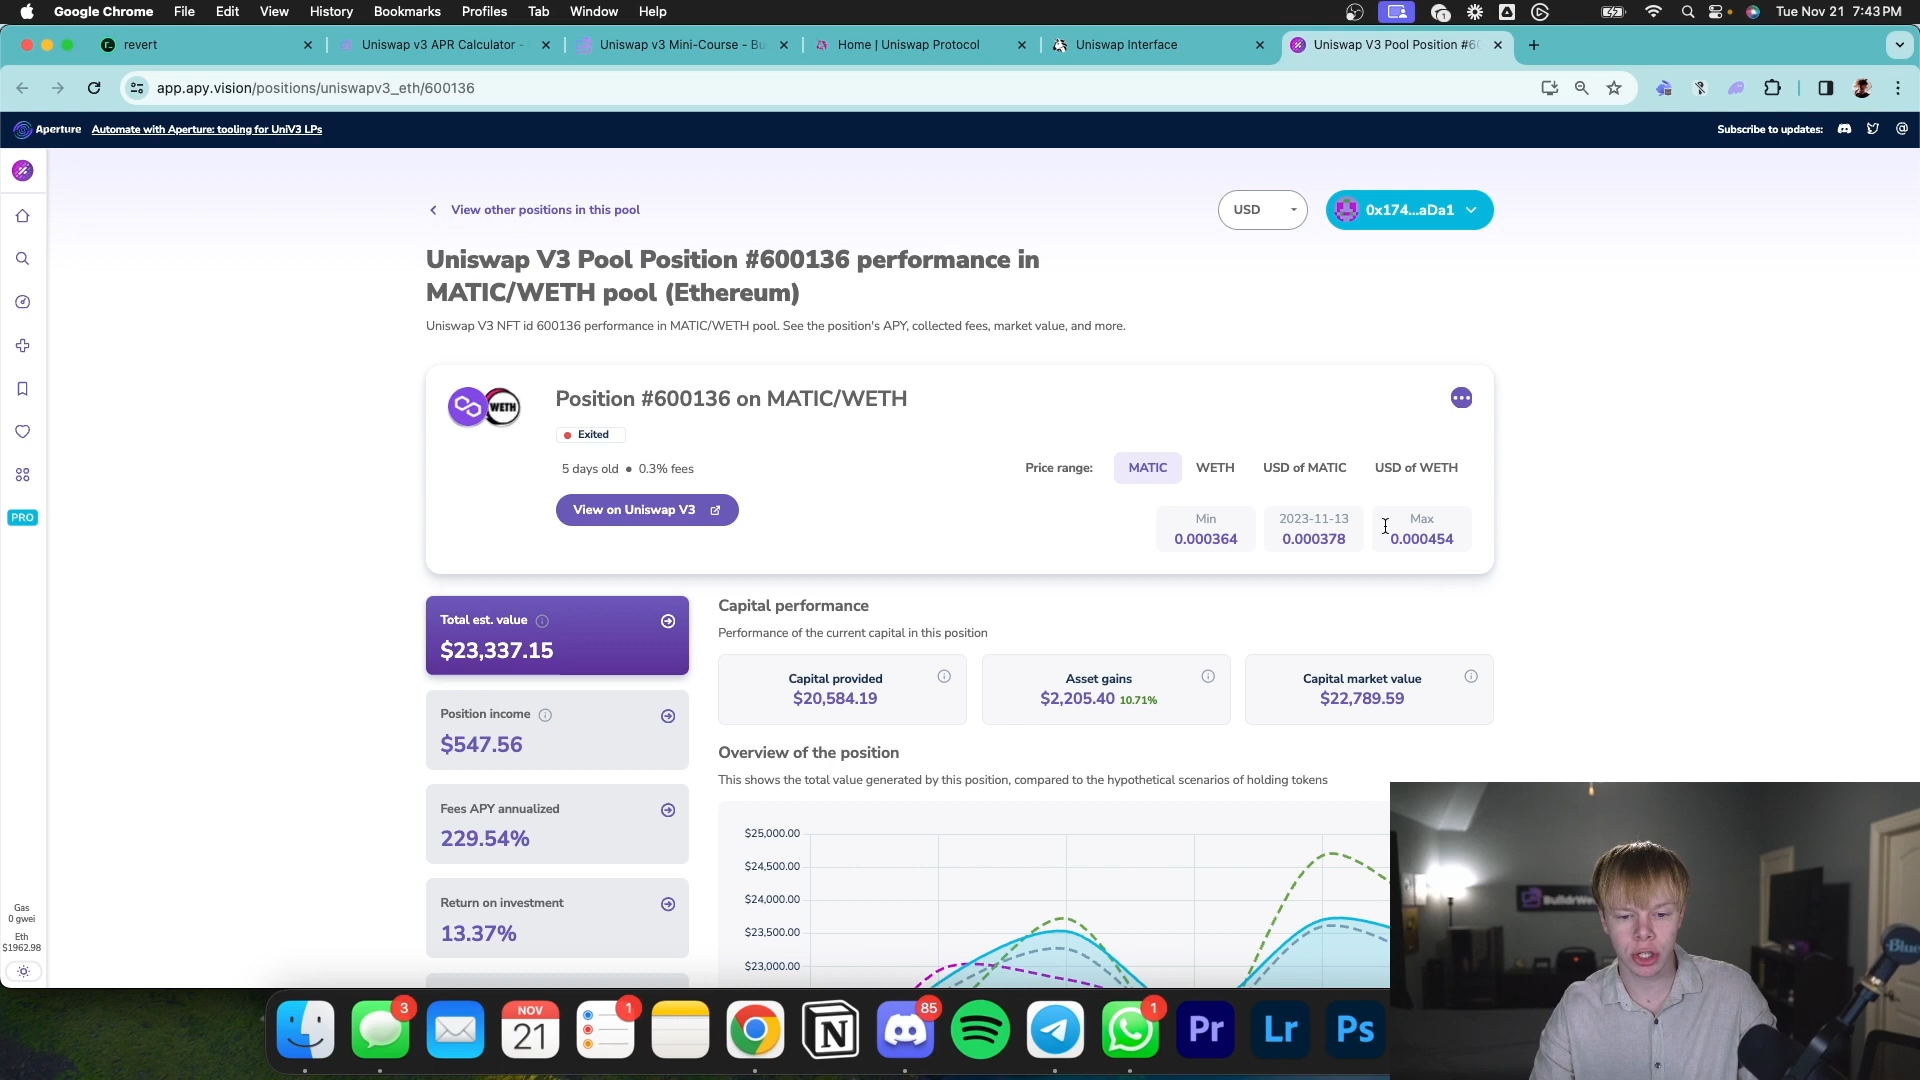 Google Chrome File Edit View History Bookmarks Profiles Tab Window Help
1
Tue Nov 21 7:43 PM
revert
Uniswap v3 APR Calculator -
Uniswap v3 Mini-Course - Bu
Home | Uniswap Protocol
Uniswap Interface
Uniswap V3 Pool Position #60
app.apy.vision/positions/uniswapv3_eth/600136
Aperture Automate with Aperture: tooling for UniV3 LPs
Subscribe to updates:
View other positions in this pool
USD
0x174...aDa1
Uniswap V3 Pool Position #600136 performance in
MATIC/WETH pool (Ethereum)
Uniswap V3 NFT id 600136 performance in MATIC/WETH pool. See the position's APY, collected fees, market value, and more.
WETH
Position #600136 on MATIC/WETH
Exited
5 days old • 0.3% fees
Price range: MATIC WETH USD of MATIC USD of WETH
View on Uniswap V3
Min
0.000364
2023-11-13
0.000378
Max
0.000454
PRO
Total est. value
$23,337.15
Position income
$547.56
Fees APY annualized
229.54%
Return on investment
13.37%
Capital performance
Performance of the current capital in this position
Capital provided
$20,584.19
Asset gains
$2,205.40 10.71%
Capital market value
$22,789.59
Overview of the position
This shows the total value generated by this position, compared to the hypothetical scenarios of holding tokens
$25,000.00
$24,500.00
$24,000.00
$23,500.00
$23,000.00
Gas
0 gwei
Eth
$1962.98
3
NOV
21
1
85
1
Pr
Lr
Ps
Blue